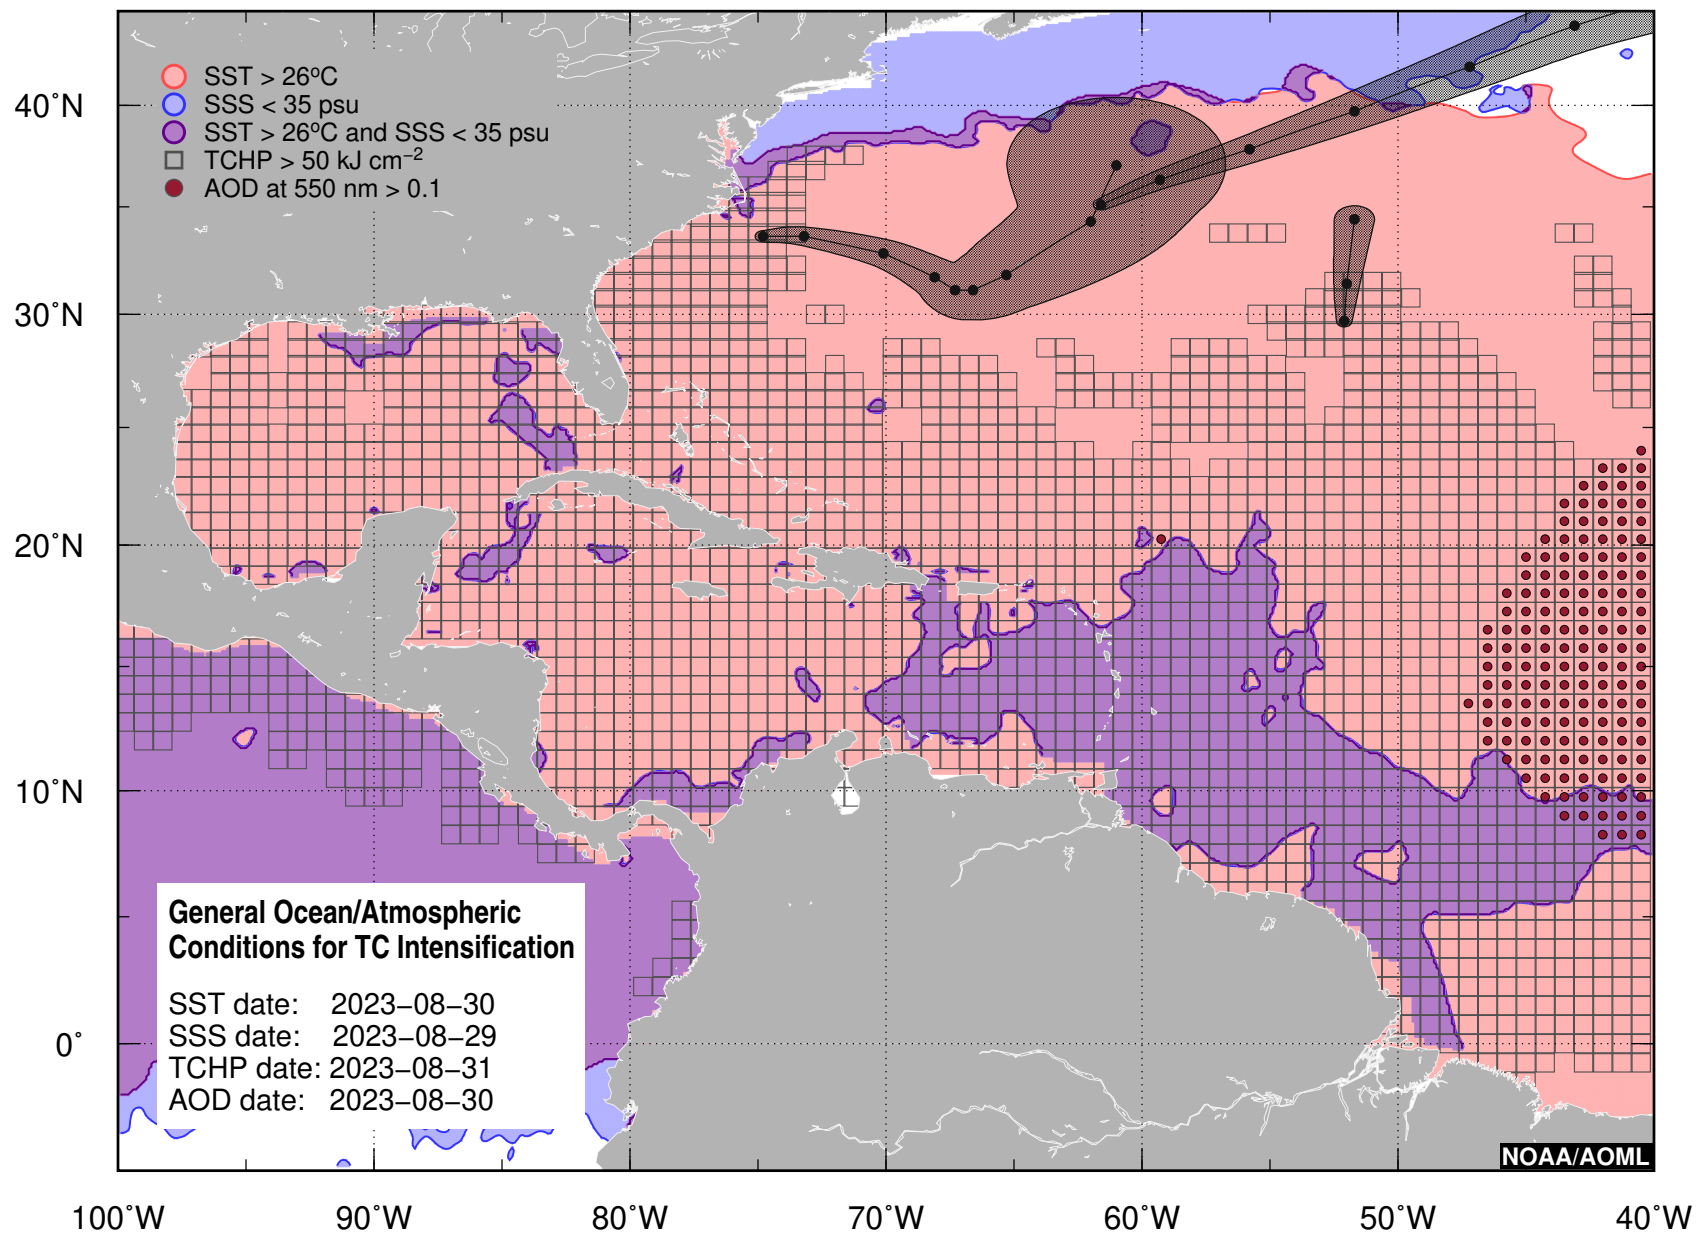 SST > 26°C
SSS < 35 psu
SST > 26°C and SSS < 35 psu
TCHP > 50 kJ cm⁻²
AOD at 550 nm > 0.1
40°N
30°N
20°N
10°N
0°
General Ocean/Atmospheric
Conditions for TC Intensification
SST date: 2023−08−30
SSS date: 2023−08−29
TCHP date: 2023−08−31
AOD date: 2023−08−30
NOAA/AOML
100°W 90°W 80°W 70°W 60°W 50°W 40°W